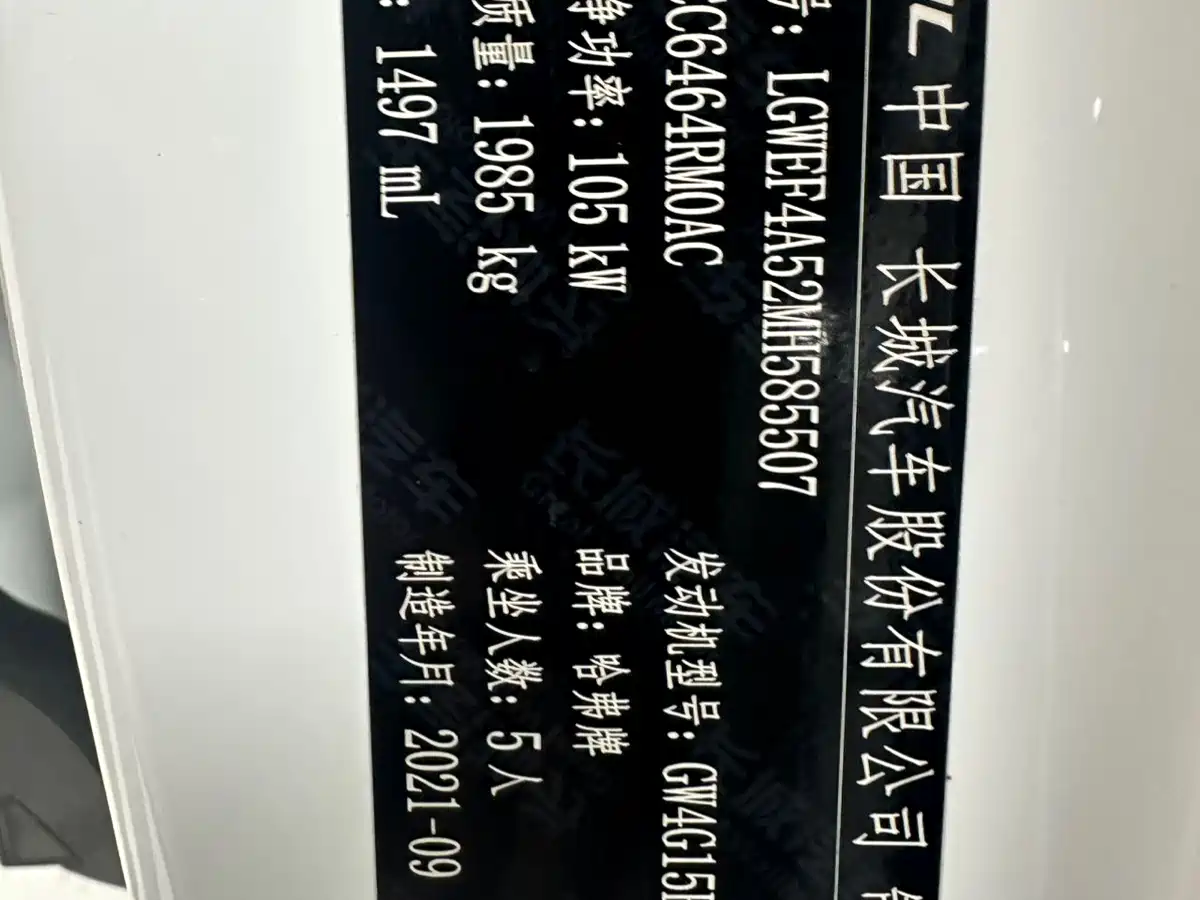 中国 长城汽车股份有限公司
号: LGWEF4A52MH585507
CC6464RM0AC 发动机型号: GW4G15
净功率: 105 kW 品牌: 哈弗牌
质量: 1985 kg 乘坐人数: 5 人
: 1497 mL 制造年月: 2021-09